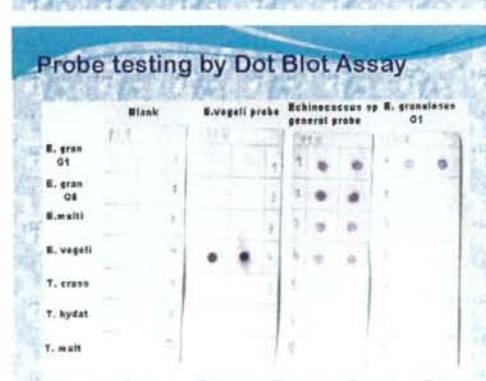 Probe testing by Dot Blot Assay
Blank
E.vogeli probe
Echinococcus sp general probe
E. granulosus G1
E. gran G1
E. gran G8
E.multi
E. vogeli
T. crass
T. hydat
T. mult